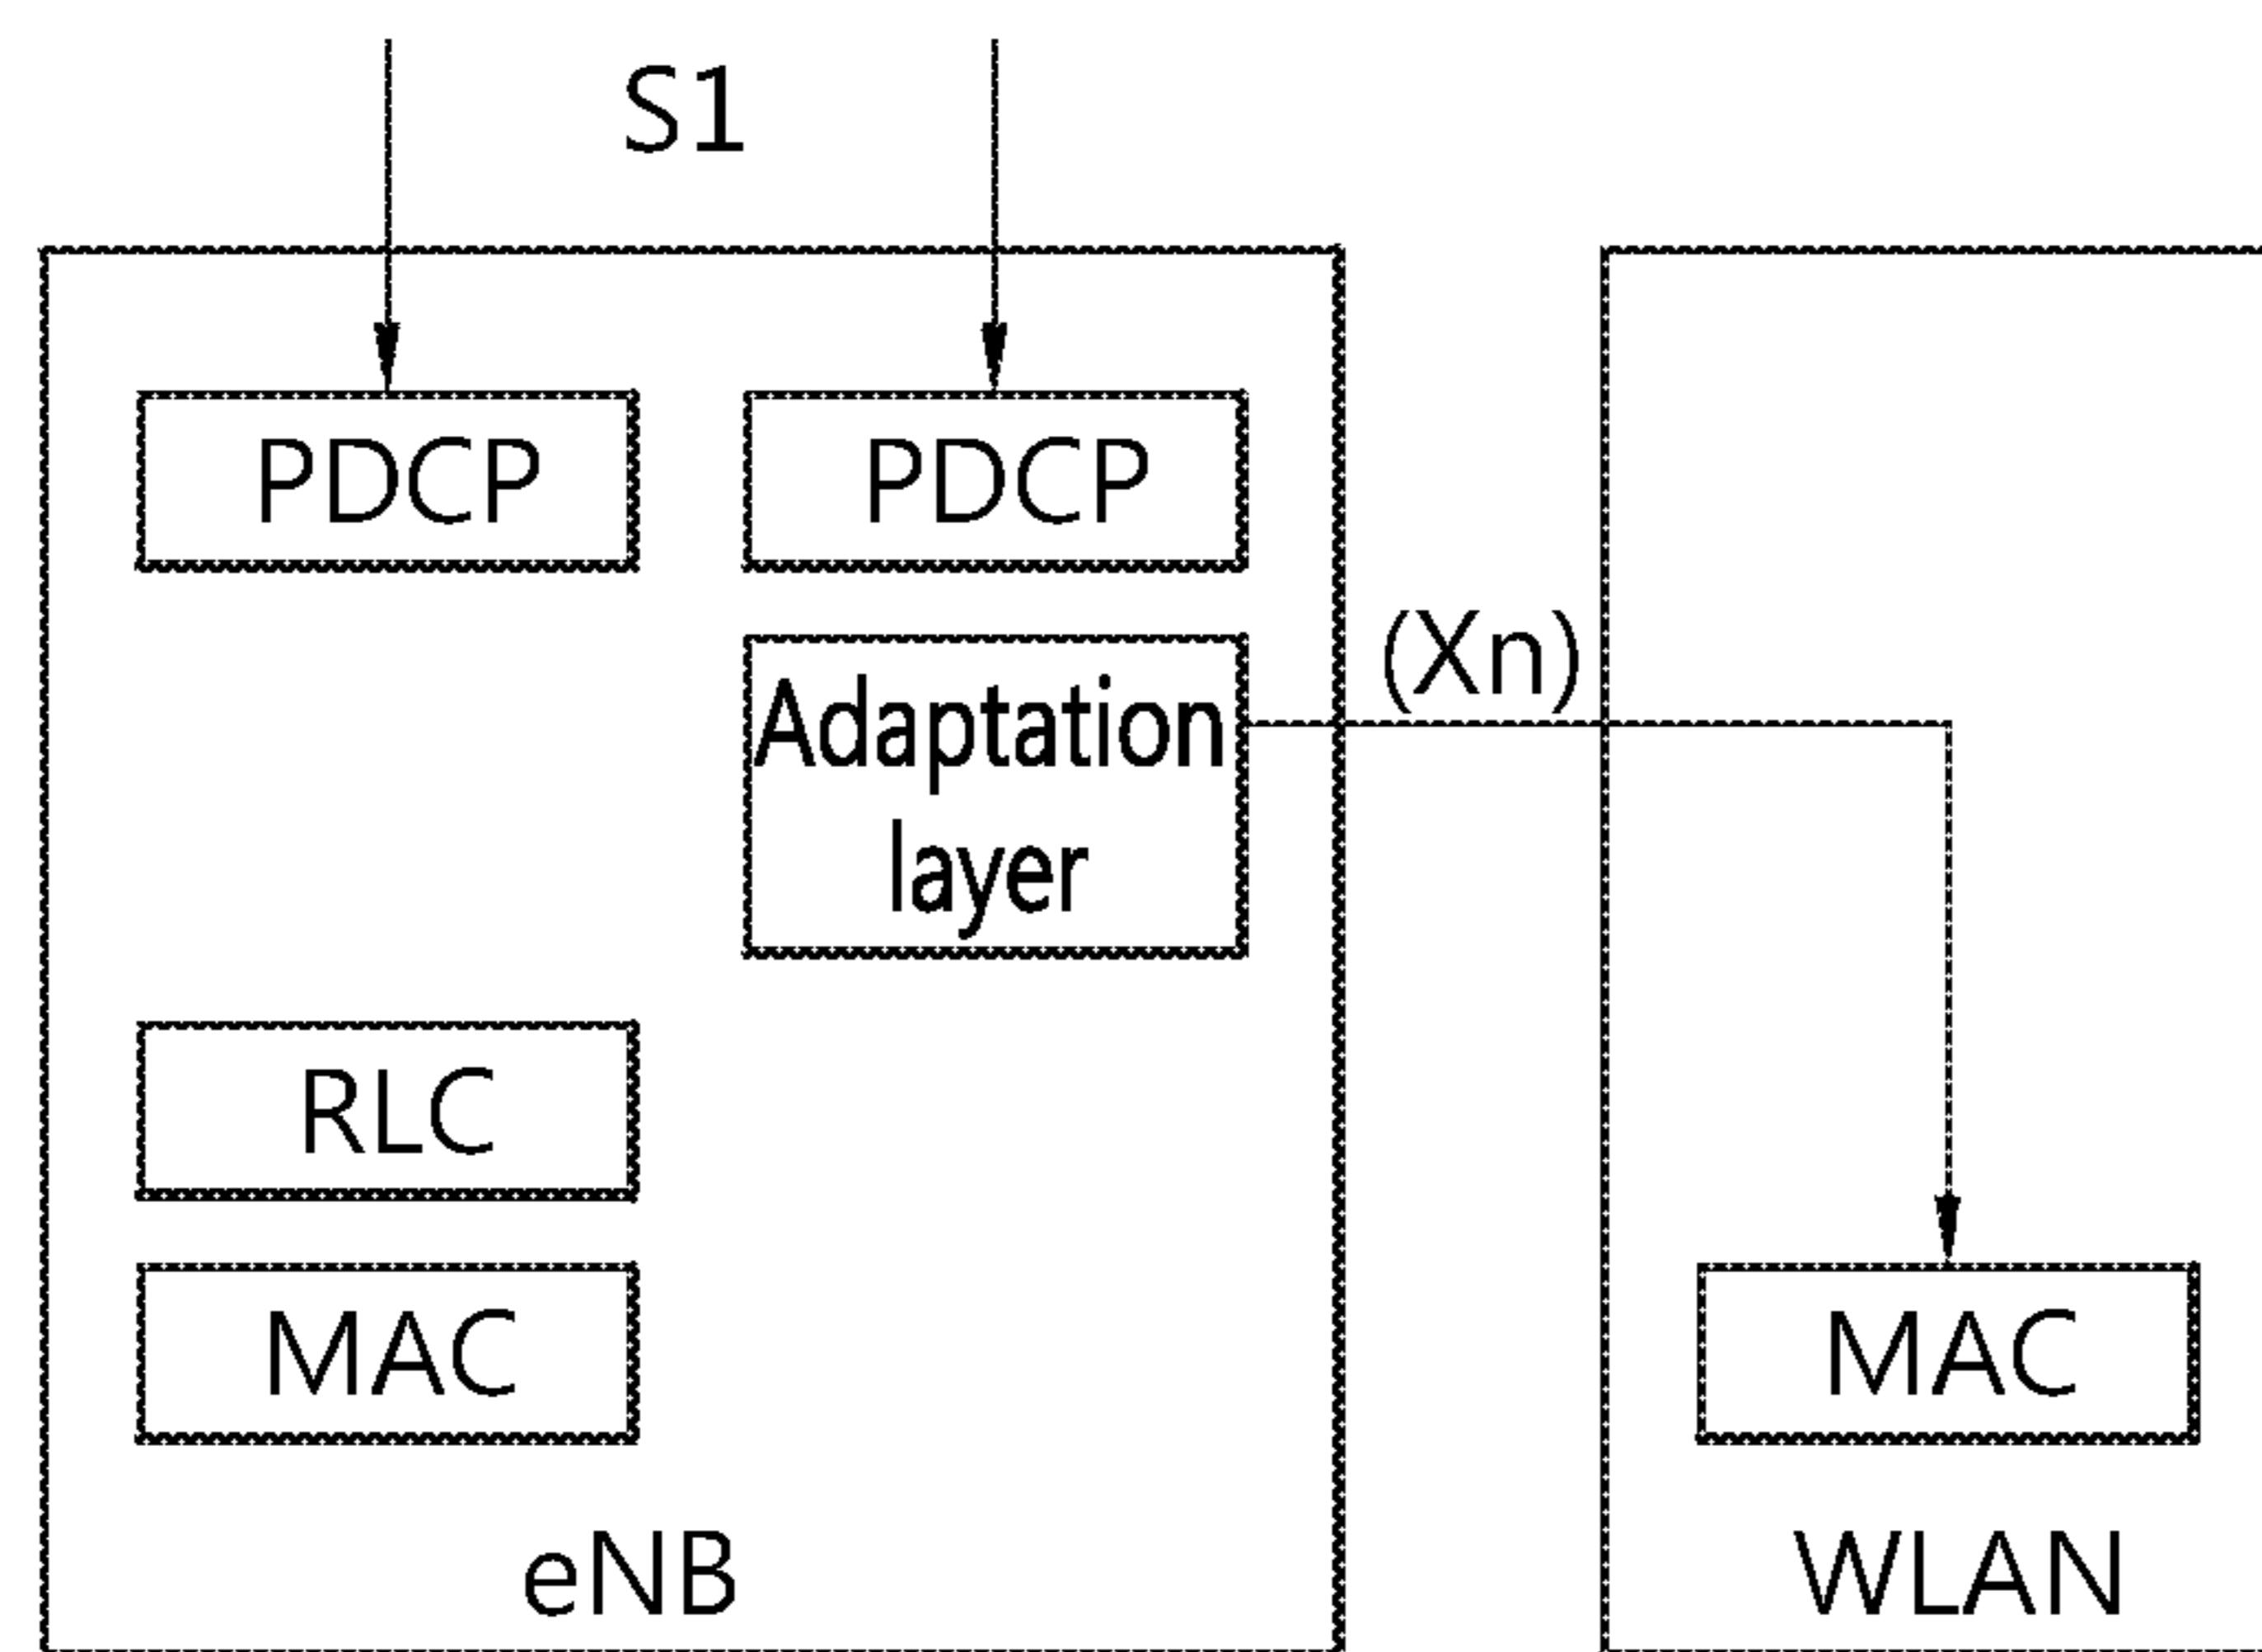 S1
PDCP
PDCP
(Xn)
Adaptation
layer
RLC
MAC
MAC
eNB
WLAN